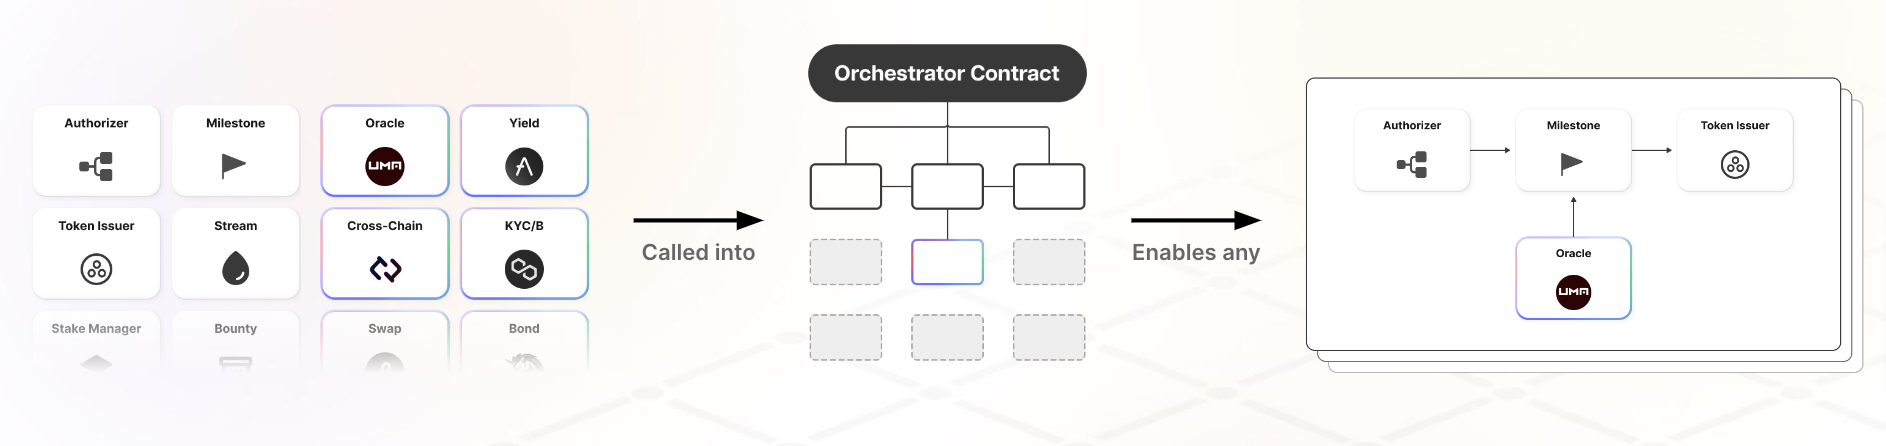 Authorizer
Milestone
Oracle
UMA
Yield
Token Issuer
Stream
Cross-Chain
KYC/B
Stake Manager
Bounty
Swap
Bond
Called into
Orchestrator Contract
Enables any
Authorizer
Milestone
Token Issuer
Oracle
UMA